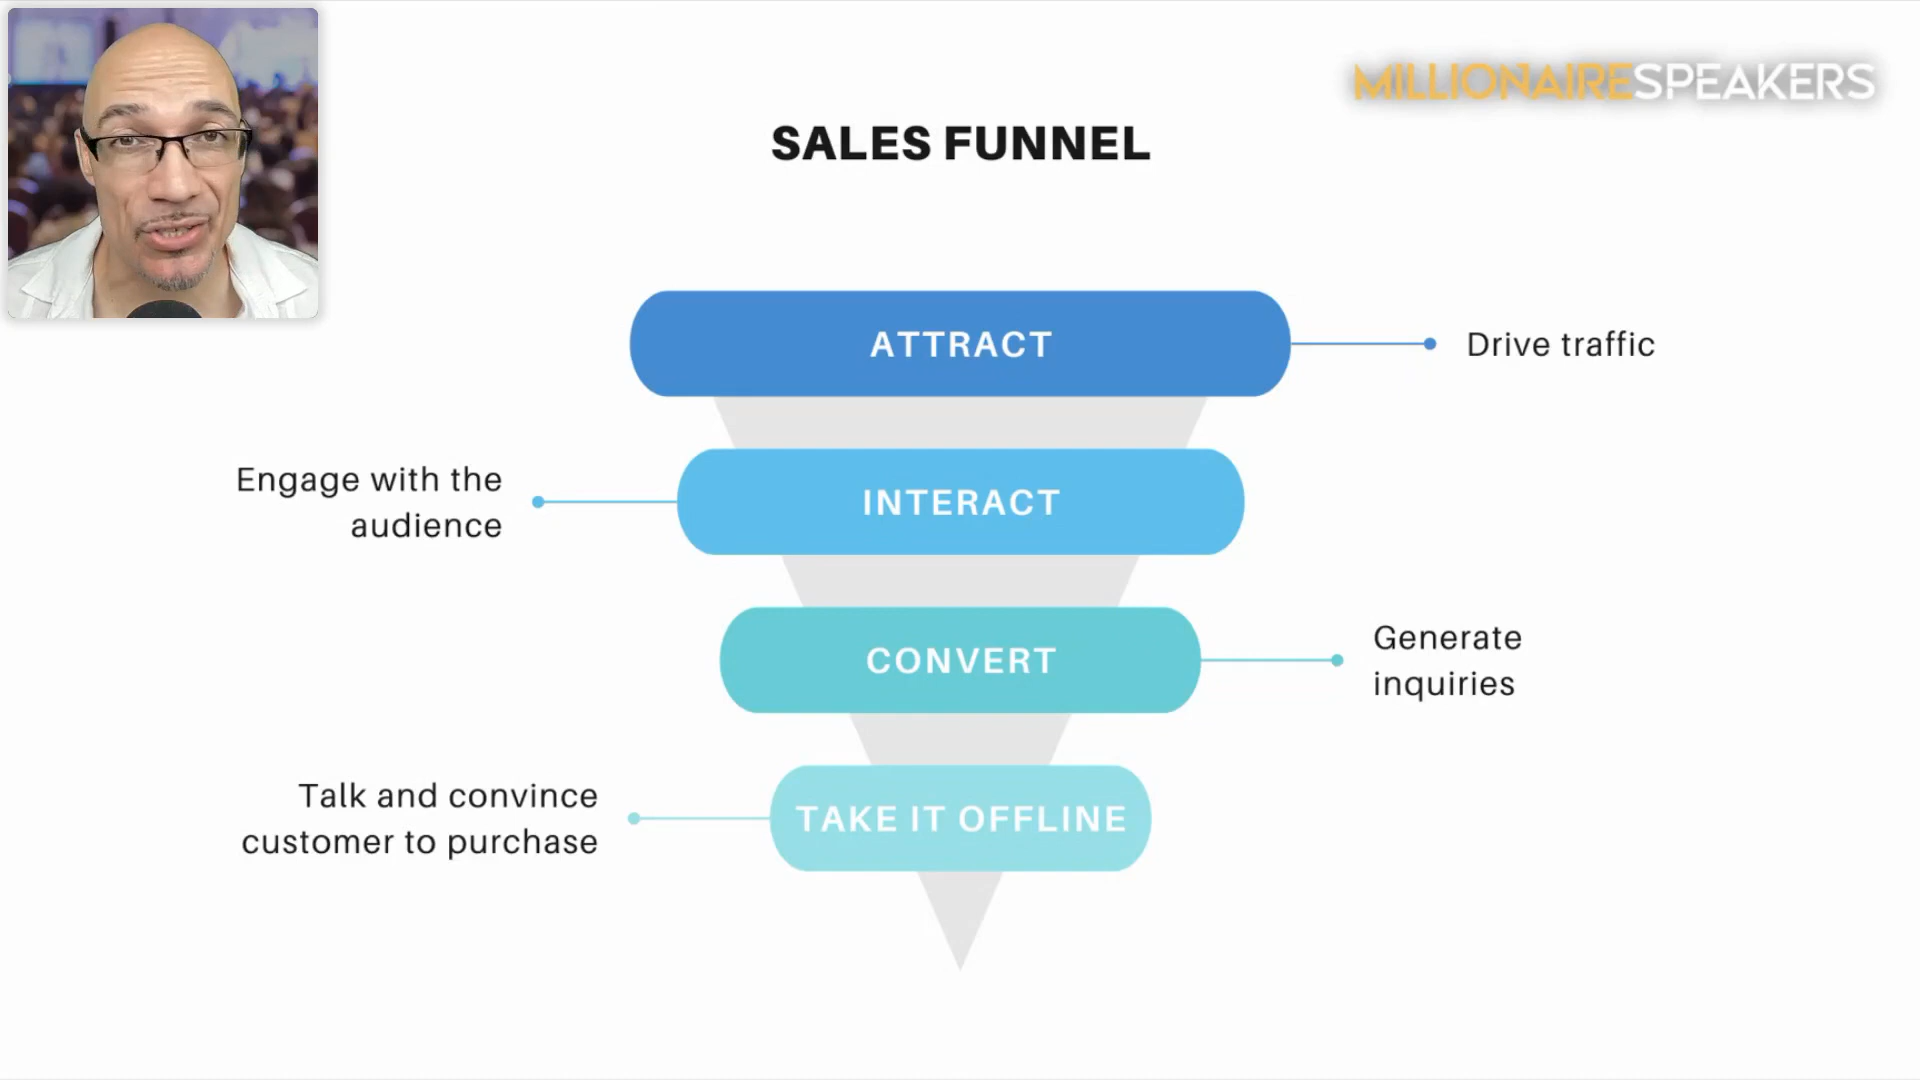 MILLIONAIRESPEAKERS
SALES FUNNEL
ATTRACT
Drive traffic
Engage with the
audience
INTERACT
CONVERT
Generate
inquiries
Talk and convince
customer to purchase
TAKE IT OFFLINE